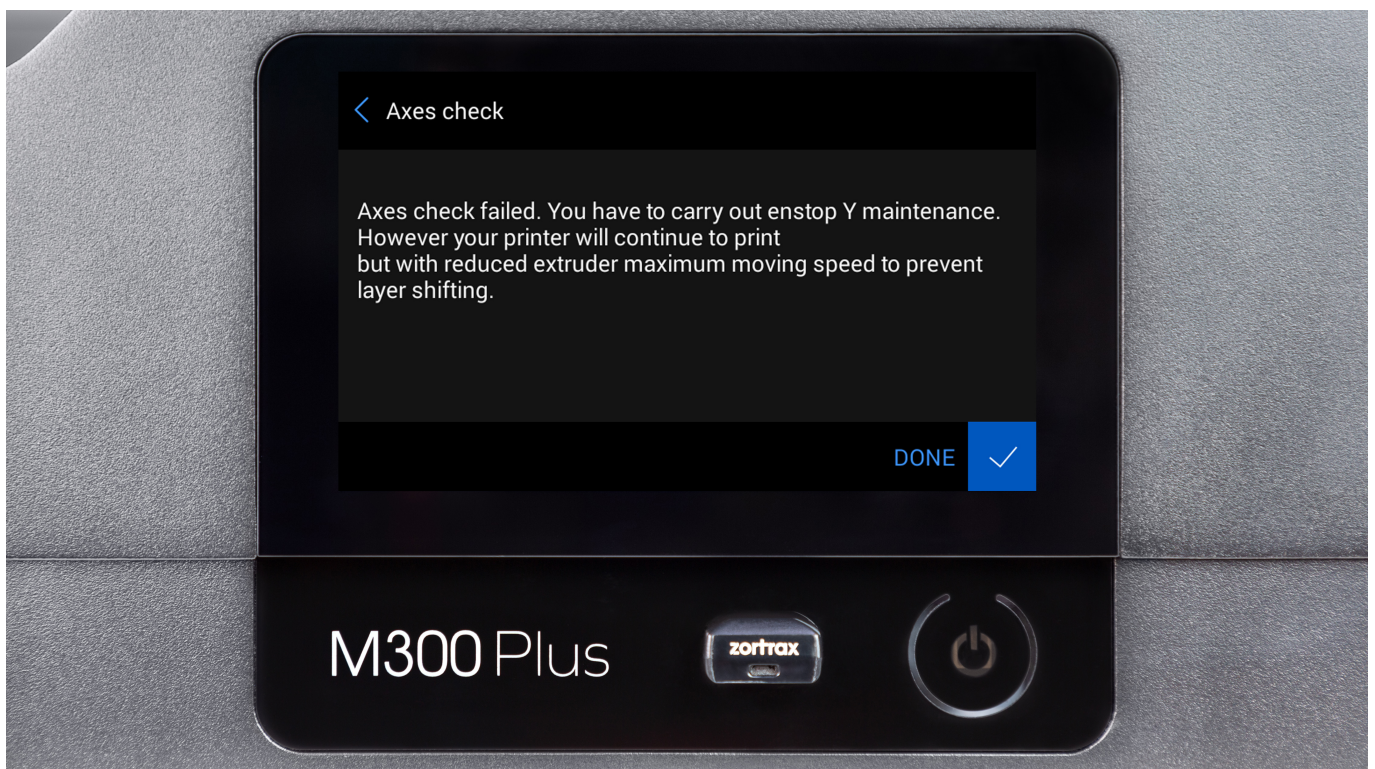 Axes check
Axes check failed. You have to carry out enstop Y maintenance.
However your printer will continue to print
but with reduced extruder maximum moving speed to prevent
layer shifting.
DONE
M300 Plus
zortrax